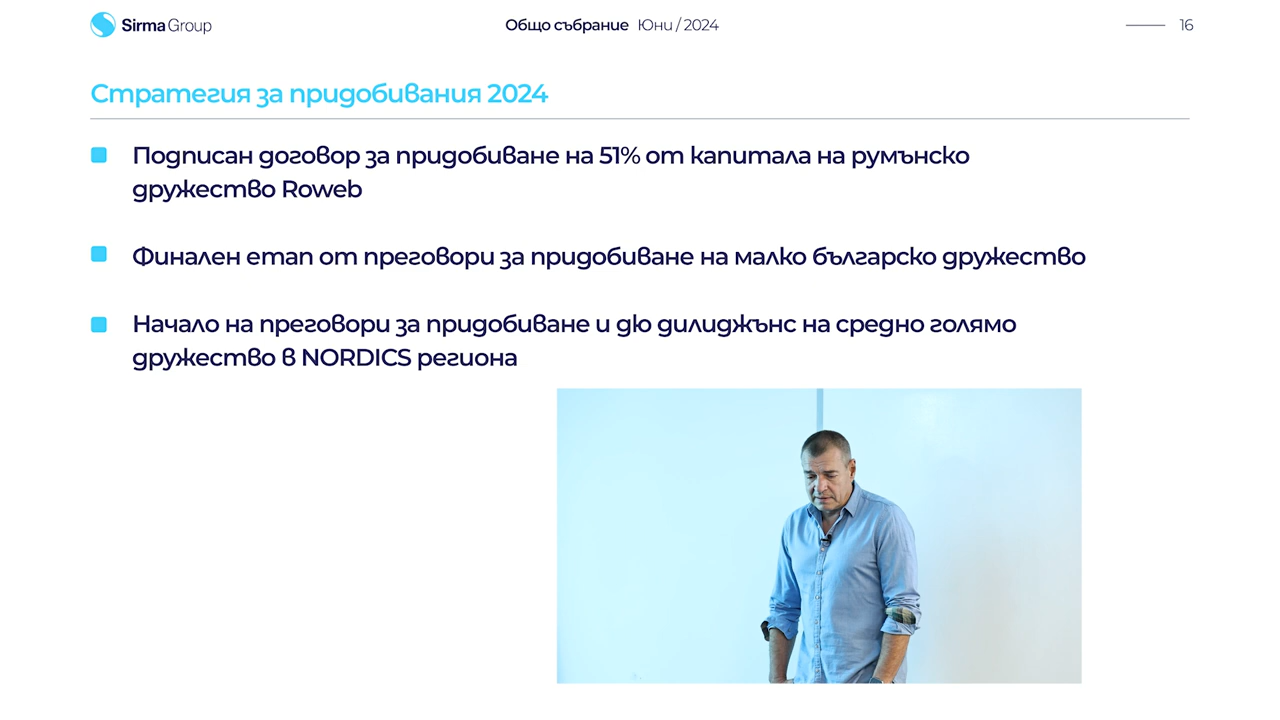 Sirma Group
Общо събрание Юни / 2024
16
Стратегия за придобивания 2024
Подписан договор за придобиване на 51% от капитала на румънско
дружество Roweb
Финален етап от преговори за придобиване на малко българско дружество
Начало на преговори за придобиване и дю дилиджънс на средно голямо
дружество в NORDICS региона